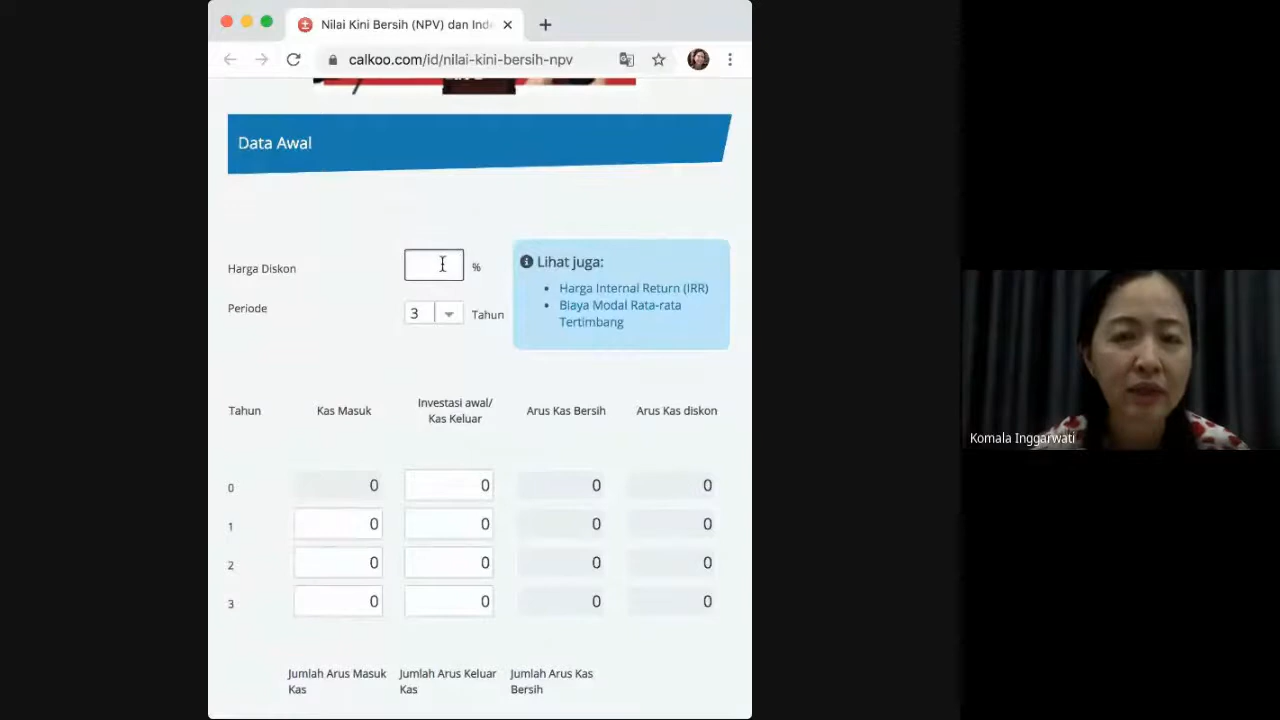 Nilai Kini Bersih (NPV) dan Inde
calkoo.com/id/nilai-kini-bersih-npv
Data Awal
Harga Diskon
%
Lihat juga:
Harga Internal Return (IRR)
Biaya Modal Rata-rata
Tertimbang
Periode
3
Tahun
Tahun
Kas Masuk
Investasi awal/
Kas Keluar
Arus Kas Bersih
Arus Kas diskon
0 0 0 0 0
1 0 0 0 0
2 0 0 0 0
3 0 0 0 0
Jumlah Arus Masuk
Kas
Jumlah Arus Keluar
Kas
Jumlah Arus Kas
Bersih
Komala Inggarwati